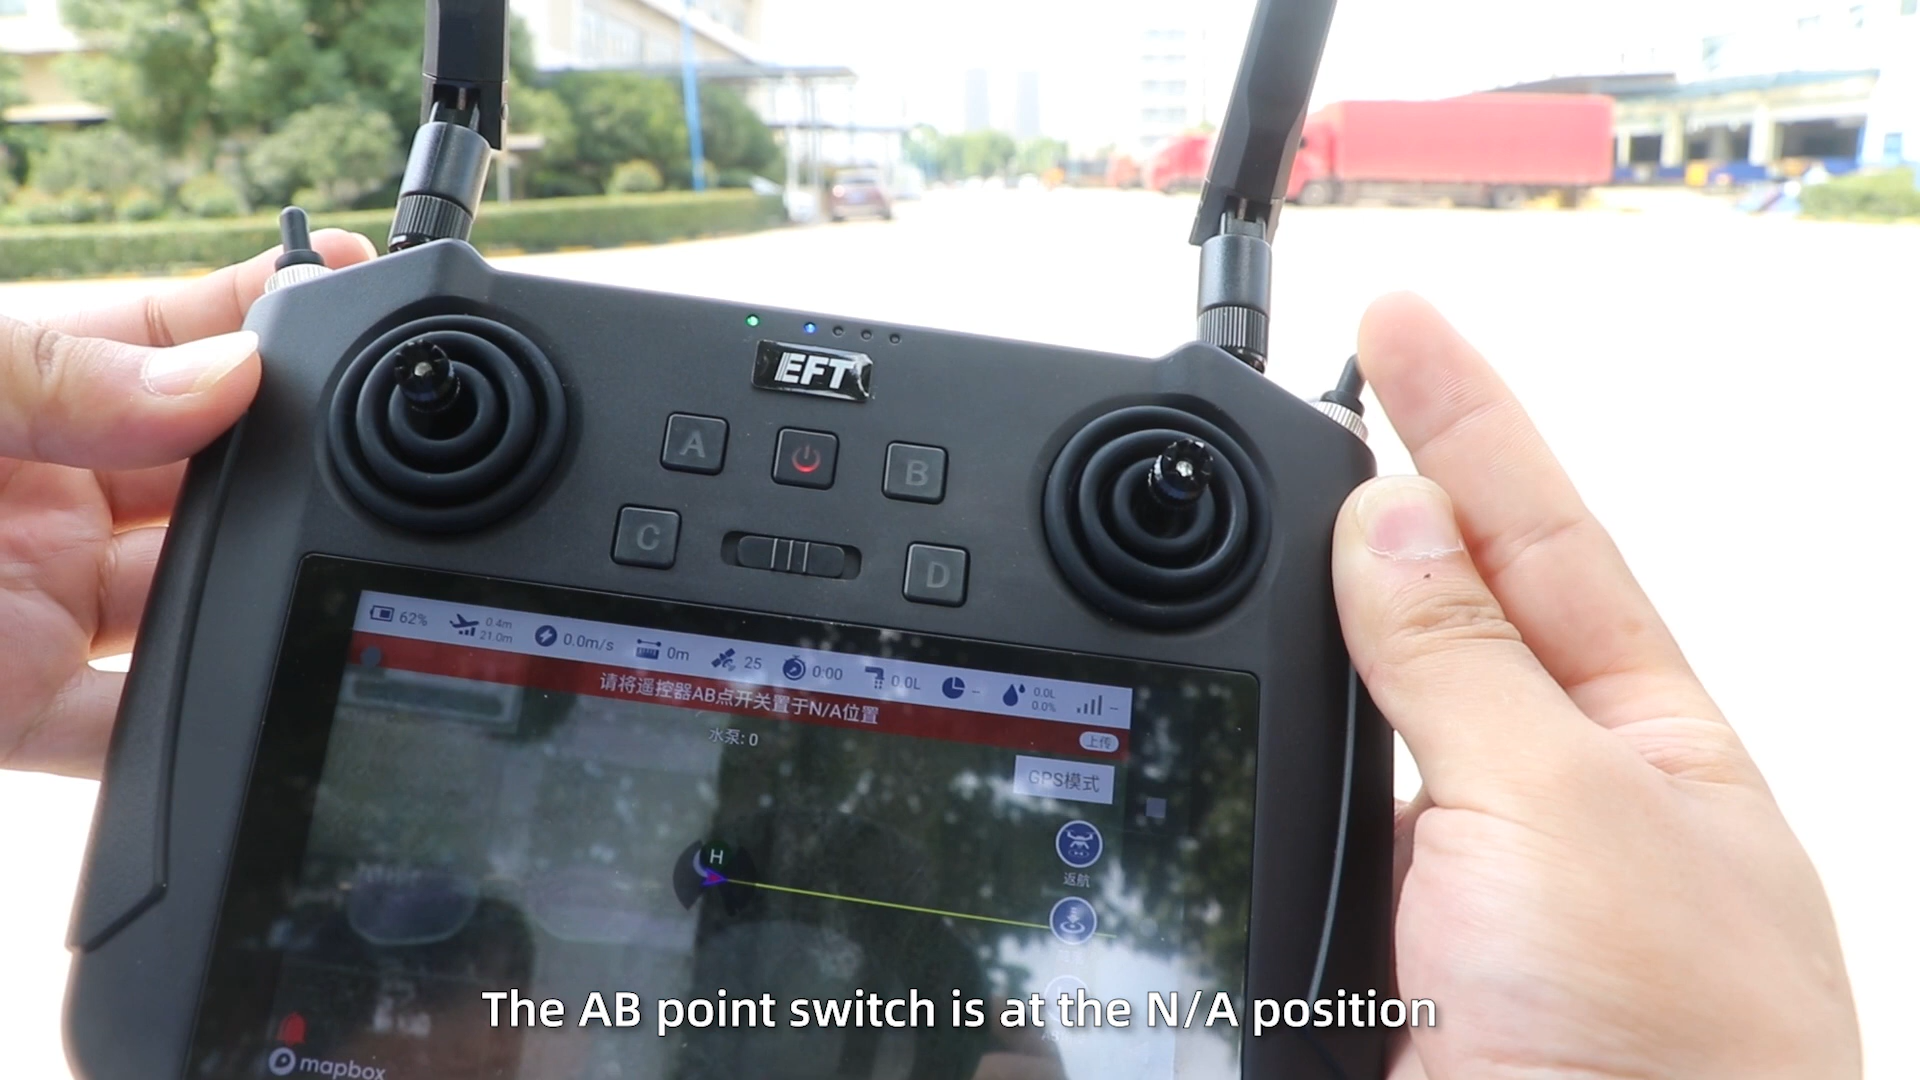 EFT
A
B
C
D
62%
0.4m
21.0m
0.0m/s
0m
25
0:00
0.0L
–
0.0L
0.0%
–
请将遥控器AB点开关置于N/A位置
上传
水泵: 0
GPS模式
H
返航
mapbox
The AB point switch is at the N/A position